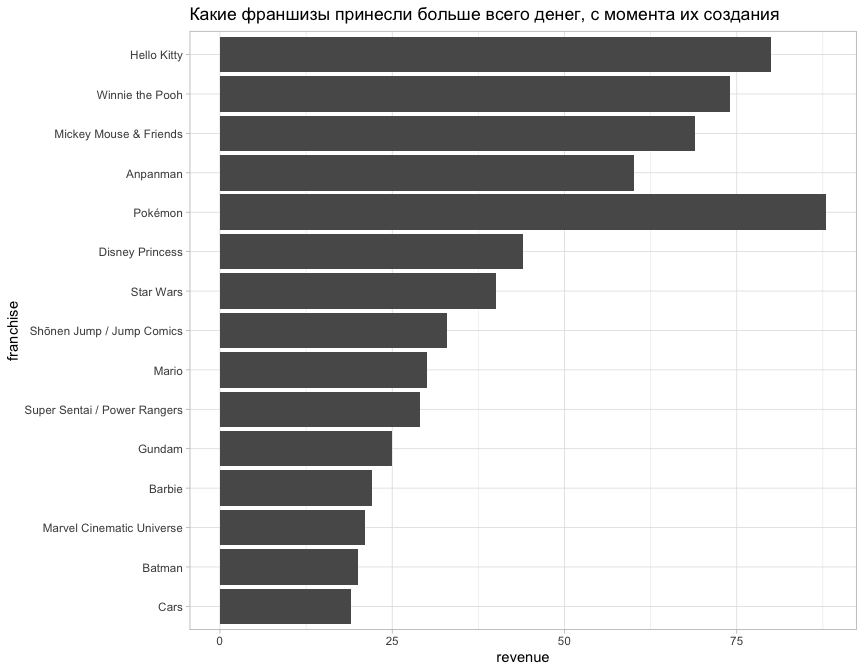 Какие франшизы принесли больше всего денег, с момента их создания
Hello Kitty
Winnie the Pooh
Mickey Mouse & Friends
Anpanman
Pokémon
Disney Princess
Star Wars
Shōnen Jump / Jump Comics
Mario
Super Sentai / Power Rangers
Gundam
Barbie
Marvel Cinematic Universe
Batman
Cars
franchise
0 25 50 75
revenue